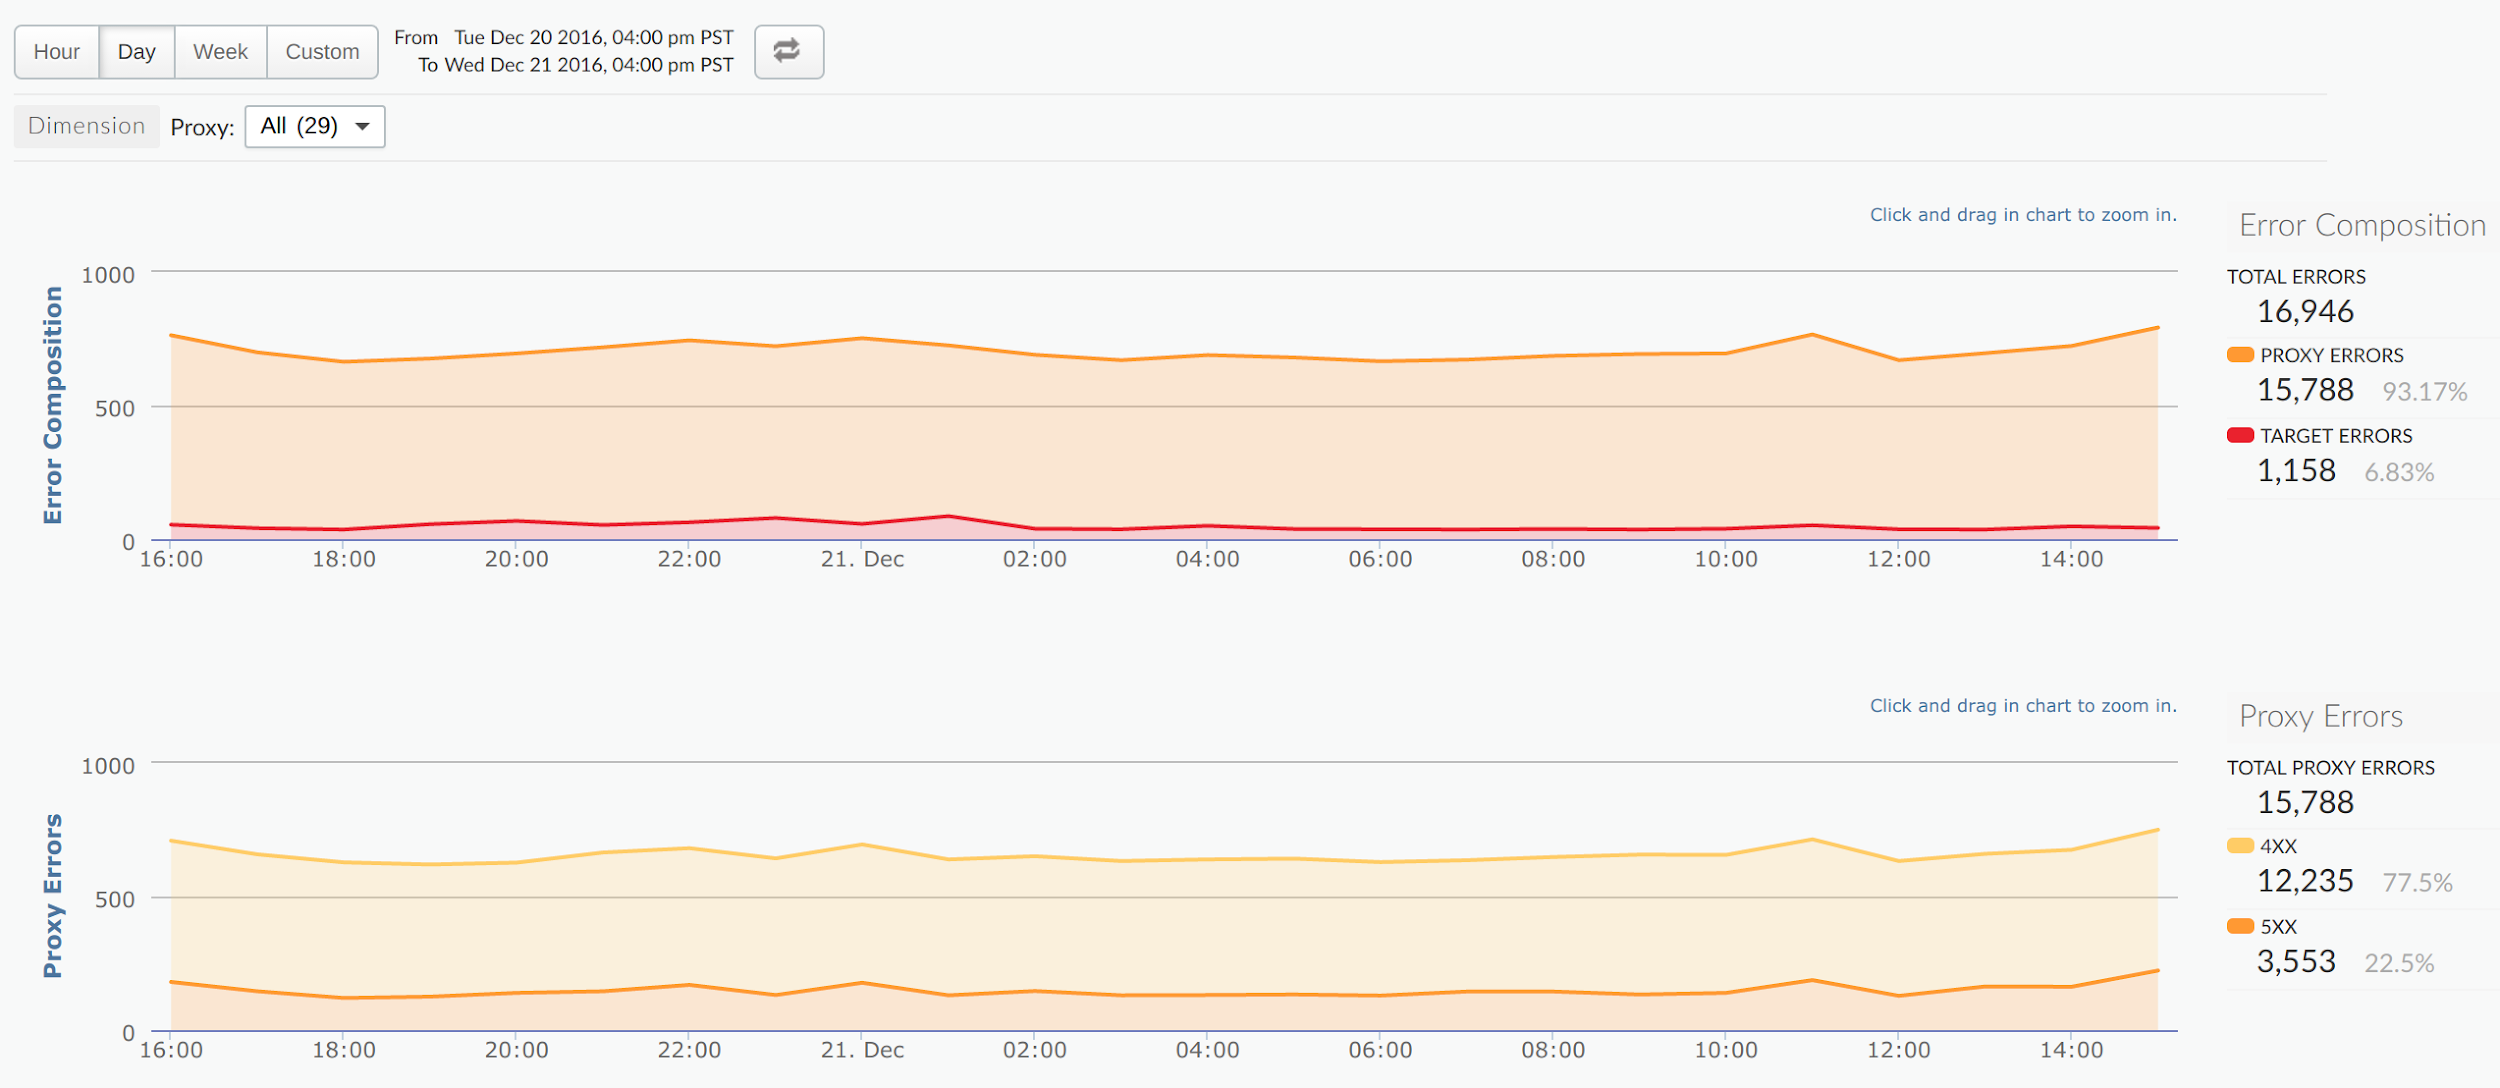 Hour Day Week Custom
From Tue Dec 20 2016, 04:00 pm PST
To Wed Dec 21 2016, 04:00 pm PST
Dimension Proxy: All (29)
Click and drag in chart to zoom in.
Error Composition
1000
500
0
16:00 18:00 20:00 22:00 21. Dec 02:00 04:00 06:00 08:00 10:00 12:00 14:00
Error Composition
TOTAL ERRORS
16,946
PROXY ERRORS
15,788 93.17%
TARGET ERRORS
1,158 6.83%
Click and drag in chart to zoom in.
Proxy Errors
1000
500
0
16:00 18:00 20:00 22:00 21. Dec 02:00 04:00 06:00 08:00 10:00 12:00 14:00
Proxy Errors
TOTAL PROXY ERRORS
15,788
4XX
12,235 77.5%
5XX
3,553 22.5%